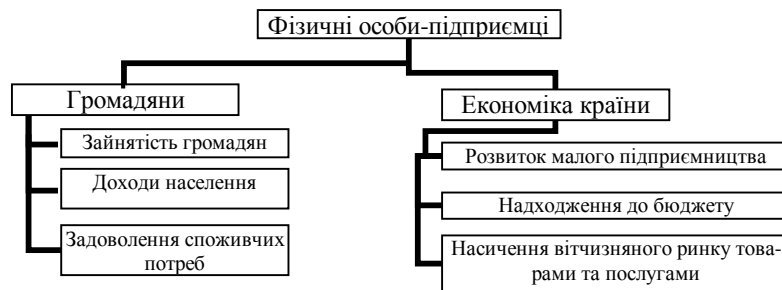 Фізичні особи-підприємці
Громадяни
Зайнятість громадян
Доходи населення
Задоволення споживчих
потреб
Економіка країни
Розвиток малого підприємництва
Надходження до бюджету
Насичення вітчизняного ринку това-
рами та послугами